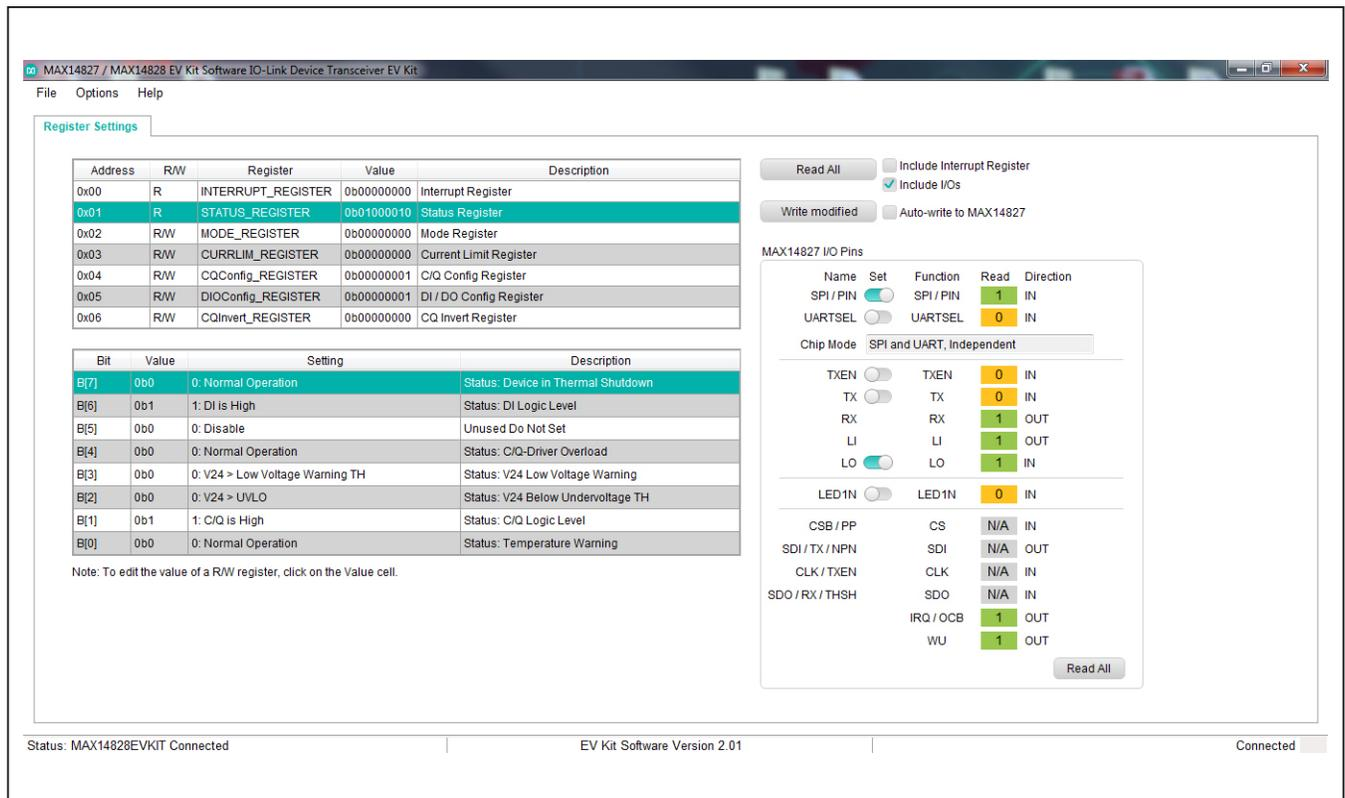 MAX14827 / MAX14828 EV Kit Software IO-Link Device Transceiver EV Kit
File Options Help
Register Settings
Address R/W Register Value Description
0x00 R INTERRUPT_REGISTER 0b00000000 Interrupt Register
0x01 R STATUS_REGISTER 0b01000010 Status Register
0x02 R/W MODE_REGISTER 0b00000000 Mode Register
0x03 R/W CURRLIM_REGISTER 0b00000000 Current Limit Register
0x04 R/W CQConfig_REGISTER 0b00000001 C/Q Config Register
0x05 R/W DIOConfig_REGISTER 0b00000001 DI / DO Config Register
0x06 R/W CQInvert_REGISTER 0b00000000 CQ Invert Register
Bit Value Setting Description
B[7] 0b0 0: Normal Operation Status: Device in Thermal Shutdown
B[6] 0b1 1: DI is High Status: DI Logic Level
B[5] 0b0 0: Disable Unused Do Not Set
B[4] 0b0 0: Normal Operation Status: C/Q-Driver Overload
B[3] 0b0 0: V24 > Low Voltage Warning TH Status: V24 Low Voltage Warning
B[2] 0b0 0: V24 > UVLO Status: V24 Below Undervoltage TH
B[1] 0b1 1: C/Q is High Status: C/Q Logic Level
B[0] 0b0 0: Normal Operation Status: Temperature Warning
Note: To edit the value of a R/W register, click on the Value cell.
Read All Include Interrupt Register
Include I/Os
Write modified Auto-write to MAX14827
MAX14827 I/O Pins
Name Set Function Read Direction
SPI / PIN SPI / PIN 1 IN
UARTSEL UARTSEL 0 IN
Chip Mode SPI and UART, Independent
TXEN TXEN 0 IN
TX TX 0 IN
RX RX 1 OUT
LI LI 1 OUT
LO LO 1 IN
LED1N LED1N 0 IN
CSB / PP CS N/A IN
SDI / TX / NPN SDI N/A OUT
CLK / TXEN CLK N/A IN
SDO / RX / THSH SDO N/A IN
IRQ / OCB 1 OUT
WU 1 OUT
Read All
Status: MAX14828EVKIT Connected EV Kit Software Version 2.01 Connected